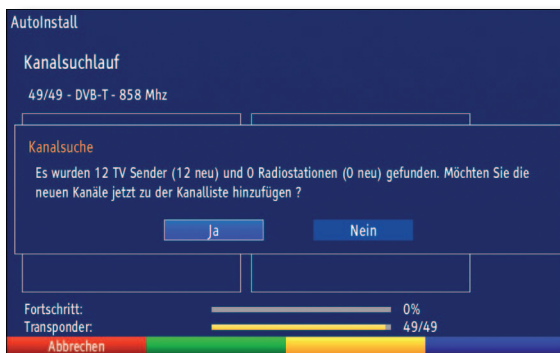 AutoInstall
Kanalsuchlauf
49/49 - DVB-T - 858 Mhz
Kanalsuche
Es wurden 12 TV Sender (12 neu) und 0 Radiostationen (0 neu) gefunden. Möchten Sie die
neuen Kanäle jetzt zu der Kanalliste hinzufügen ?
Ja Nein
Fortschritt: 0%
Transponder: 49/49
Abbrechen